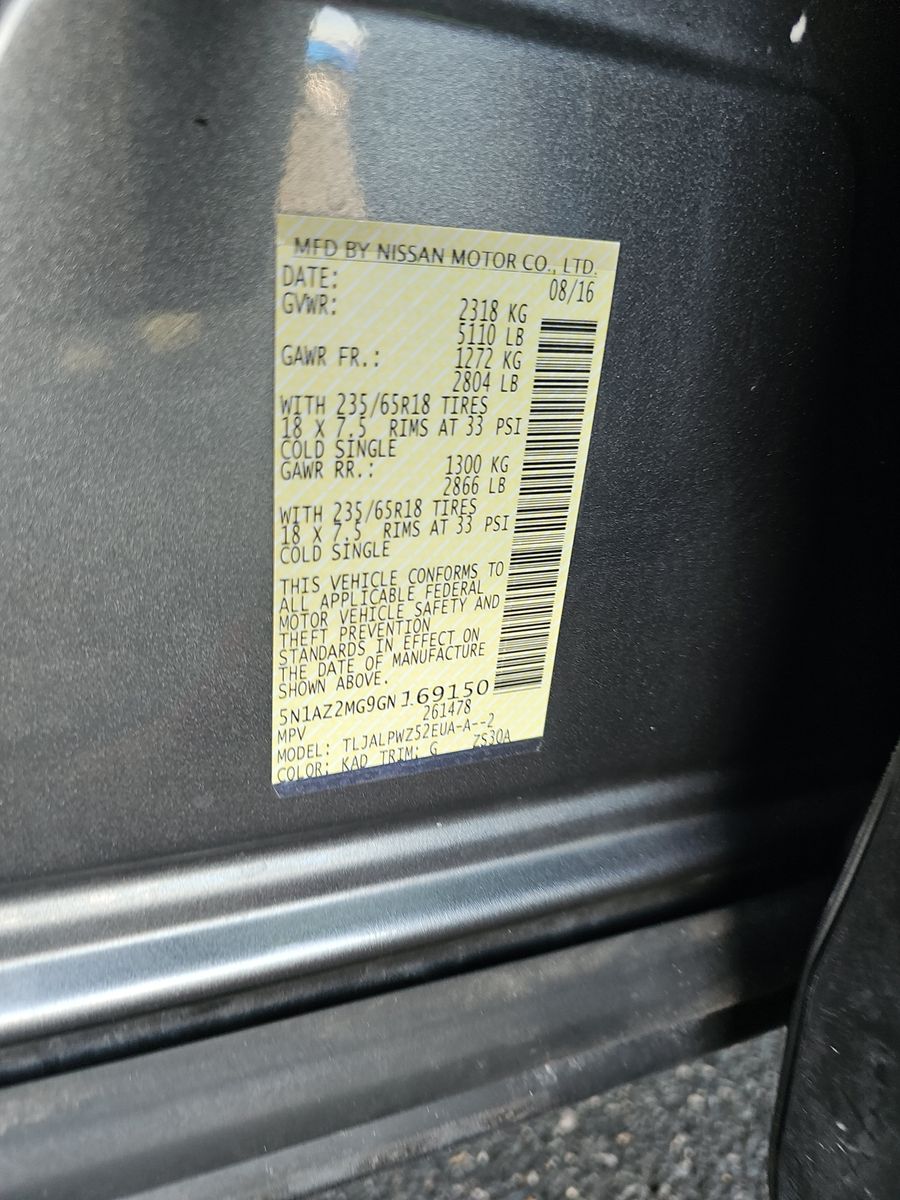 MFD BY NISSAN MOTOR CO., LTD.
DATE: 08/16
GVWR: 2318 KG
5110 LB
GAWR FR.: 1272 KG
2804 LB
WITH 235/65R18 TIRES
18 X 7.5 RIMS AT 33 PSI
COLD SINGLE
GAWR RR.: 1300 KG
2866 LB
WITH 235/65R18 TIRES
18 X 7.5 RIMS AT 33 PSI
COLD SINGLE
THIS VEHICLE CONFORMS TO
ALL APPLICABLE FEDERAL
MOTOR VEHICLE SAFETY AND
THEFT PREVENTION
STANDARDS IN EFFECT ON
THE DATE OF MANUFACTURE
SHOWN ABOVE.
5N1AZ2MG9GN169150
MPV 261478
MODEL: TLJALPWZ52EUA-A--2
COLOR: KAD TRIM: G ZS30A